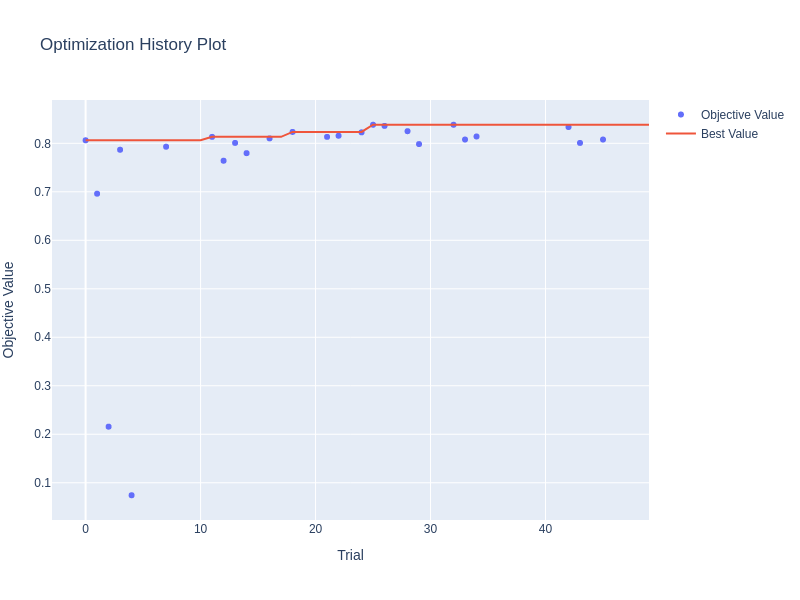 Optimization History Plot
Objective Value
Best Value
0.8
0.7
0.6
0.5
0.4
0.3
0.2
0.1
Objective Value
0 10 20 30 40
Trial